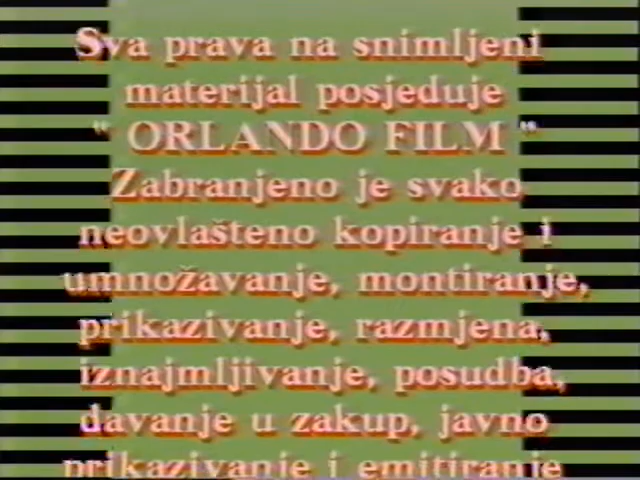 Sva prava na snimljeni
materijal posjeduje
" ORLANDO FILM "
Zabranjeno je svako
neovlašteno kopiranje i
umnožavanje, montiranje,
prikazivanje, razmjena,
iznajmljivanje, posudba,
davanje u zakup, javno
prikazivanje i emitiranje